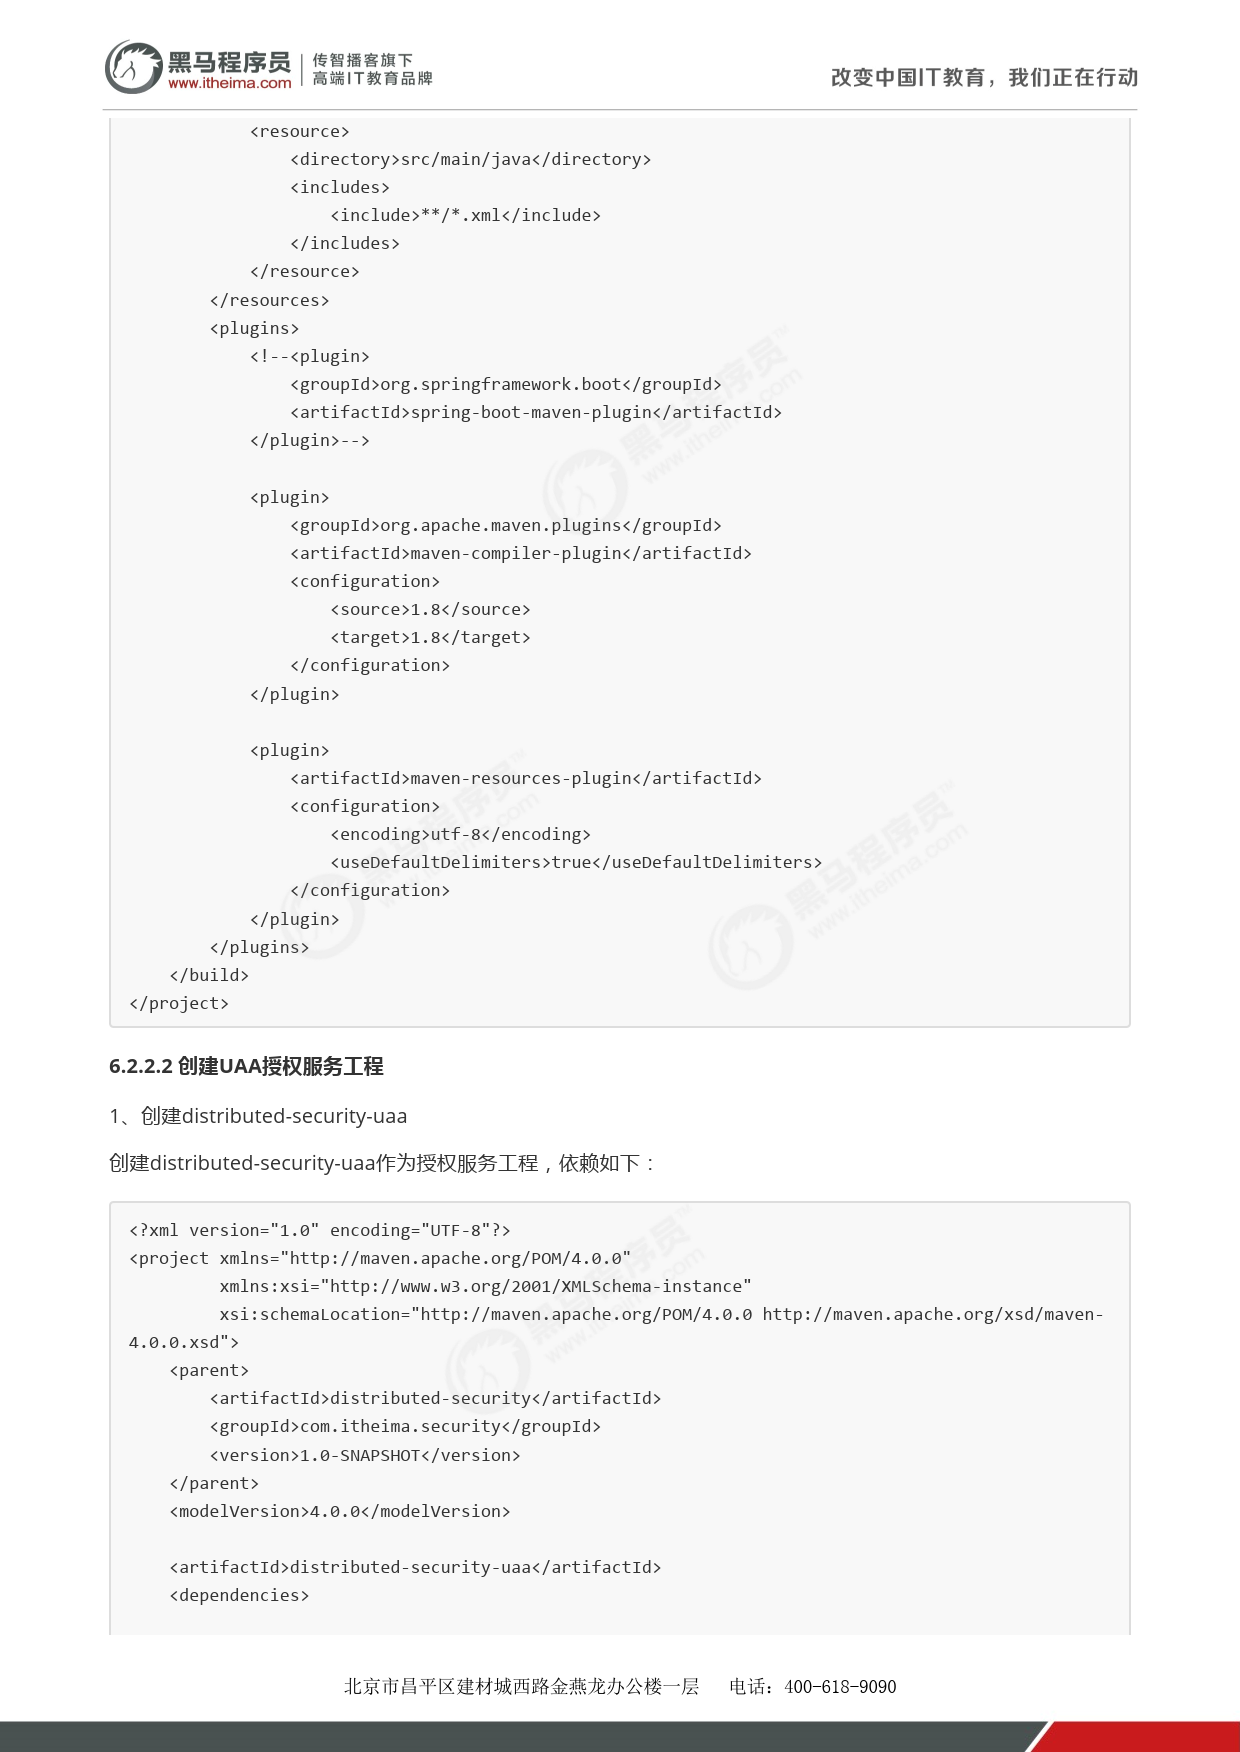 黑马程序员
www.itheima.com
传智播客旗下
高端IT教育品牌
改变中国IT教育，我们正在行动
            <resource>
                <directory>src/main/java</directory>
                <includes>
                    <include>**/*.xml</include>
                </includes>
            </resource>
        </resources>
        <plugins>
            <!--<plugin>
                <groupId>org.springframework.boot</groupId>
                <artifactId>spring-boot-maven-plugin</artifactId>
            </plugin>-->

            <plugin>
                <groupId>org.apache.maven.plugins</groupId>
                <artifactId>maven-compiler-plugin</artifactId>
                <configuration>
                    <source>1.8</source>
                    <target>1.8</target>
                </configuration>
            </plugin>

            <plugin>
                <artifactId>maven-resources-plugin</artifactId>
                <configuration>
                    <encoding>utf-8</encoding>
                    <useDefaultDelimiters>true</useDefaultDelimiters>
                </configuration>
            </plugin>
        </plugins>
    </build>
</project>
6.2.2.2 创建UAA授权服务工程
1、创建distributed-security-uaa
创建distributed-security-uaa作为授权服务工程，依赖如下：
<?xml version="1.0" encoding="UTF-8"?>
<project xmlns="http://maven.apache.org/POM/4.0.0"
         xmlns:xsi="http://www.w3.org/2001/XMLSchema-instance"
         xsi:schemaLocation="http://maven.apache.org/POM/4.0.0 http://maven.apache.org/xsd/maven-
4.0.0.xsd">
    <parent>
        <artifactId>distributed-security</artifactId>
        <groupId>com.itheima.security</groupId>
        <version>1.0-SNAPSHOT</version>
    </parent>
    <modelVersion>4.0.0</modelVersion>

    <artifactId>distributed-security-uaa</artifactId>
    <dependencies>
北京市昌平区建材城西路金燕龙办公楼一层 电话：400-618-9090